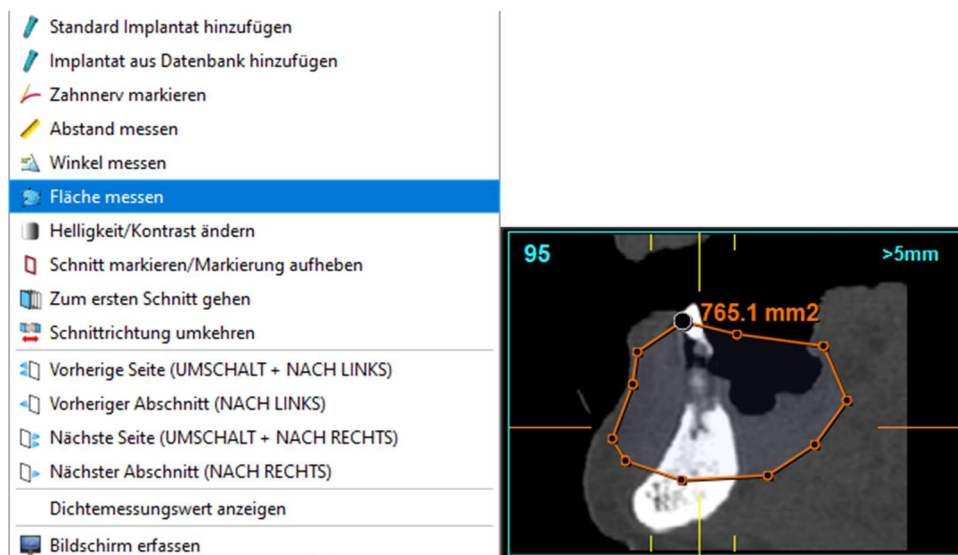 Standard Implantat hinzufügen
Implantat aus Datenbank hinzufügen
Zahnnerv markieren
Abstand messen
Winkel messen
Fläche messen
Helligkeit/Kontrast ändern
Schnitt markieren/Markierung aufheben
Zum ersten Schnitt gehen
Schnittrichtung umkehren
Vorherige Seite (UMSCHALT + NACH LINKS)
Vorheriger Abschnitt (NACH LINKS)
Nächste Seite (UMSCHALT + NACH RECHTS)
Nächster Abschnitt (NACH RECHTS)
Dichtemessungswert anzeigen
Bildschirm erfassen
95
>5mm
765.1 mm2